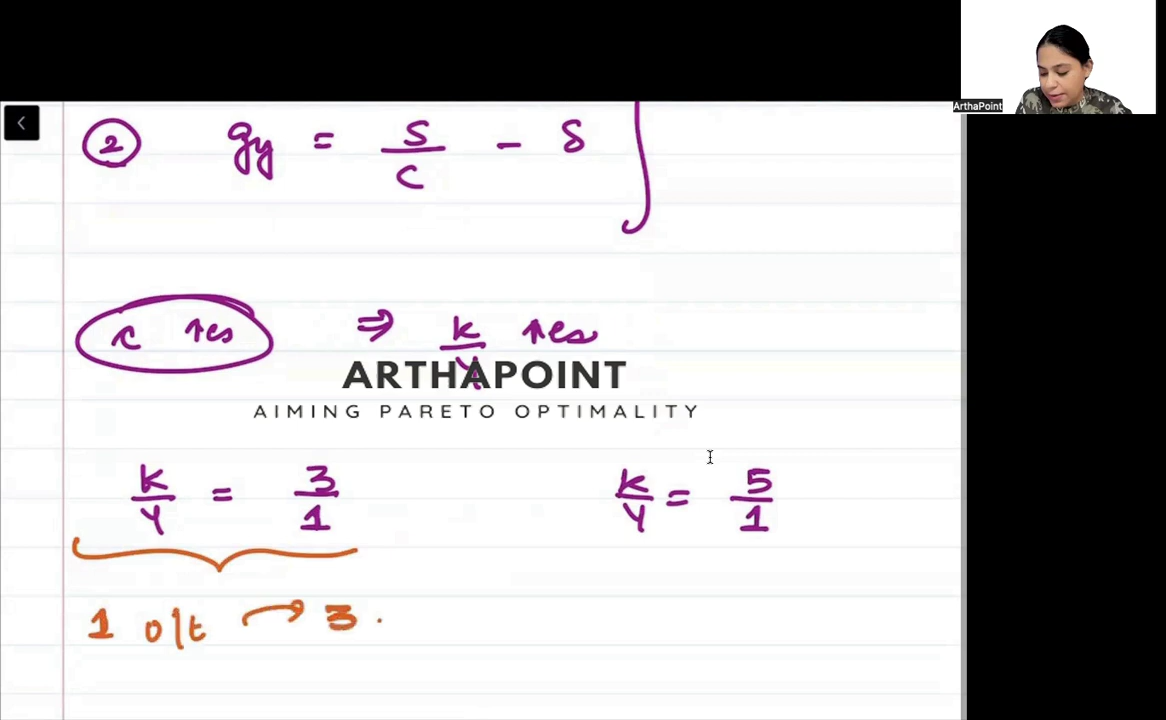 ArthaPoint
② gy = s/c - δ
c ↑es ⇒ k/y ↑es
ARTHAPOINT
AIMING PARETO OPTIMALITY
k/y = 3/1 k/y = 5/1
1 o/t → 3.